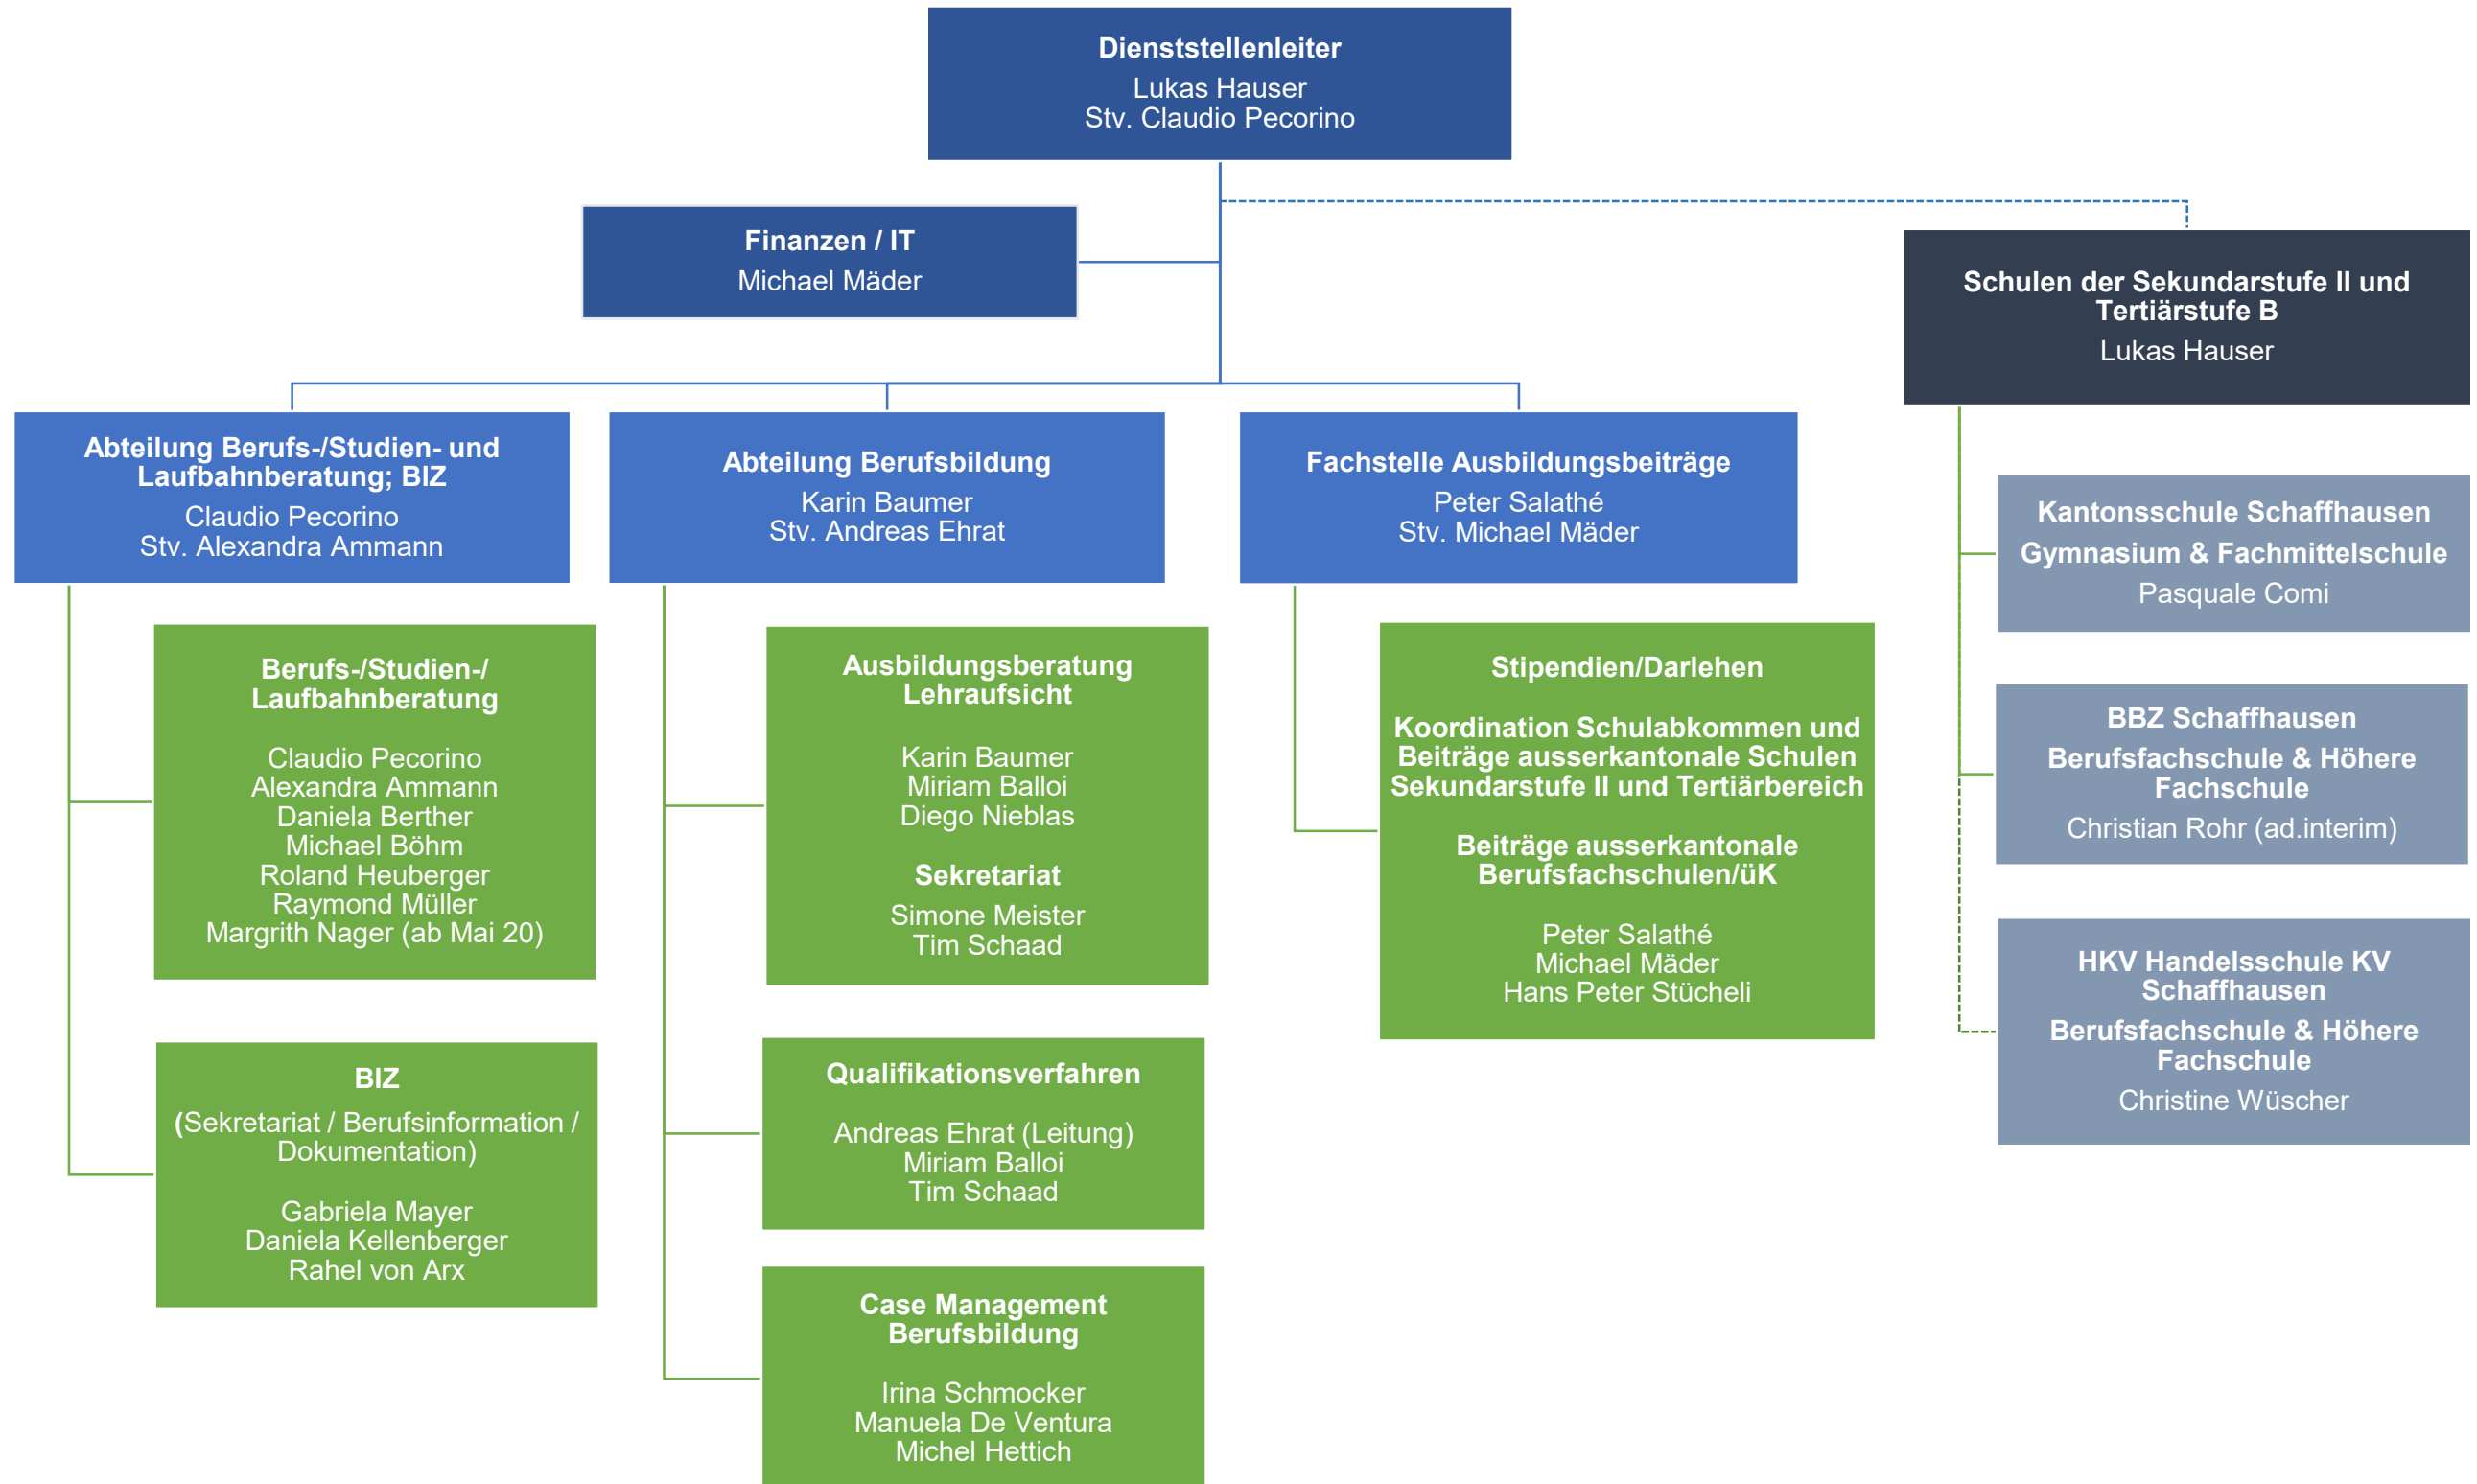 Dienststellenleiter
Lukas Hauser
Stv. Claudio Pecorino
Finanzen / IT
Michael Mäder
Schulen der Sekundarstufe II und
Tertiärstufe B
Lukas Hauser
Abteilung Berufs-/Studien- und
Laufbahnberatung; BIZ
Claudio Pecorino
Stv. Alexandra Ammann
Abteilung Berufsbildung
Karin Baumer
Stv. Andreas Ehrat
Fachstelle Ausbildungsbeiträge
Peter Salathé
Stv. Michael Mäder
Berufs-/Studien-/
Laufbahnberatung
Claudio Pecorino
Alexandra Ammann
Daniela Berther
Michael Böhm
Roland Heuberger
Raymond Müller
Margrith Nager (ab Mai 20)
BIZ
(Sekretariat / Berufsinformation /
Dokumentation)
Gabriela Mayer
Daniela Kellenberger
Rahel von Arx
Ausbildungsberatung
Lehraufsicht
Karin Baumer
Miriam Balloi
Diego Nieblas
Sekretariat
Simone Meister
Tim Schaad
Qualifikationsverfahren
Andreas Ehrat (Leitung)
Miriam Balloi
Tim Schaad
Case Management
Berufsbildung
Irina Schmocker
Manuela De Ventura
Michel Hettich
Stipendien/Darlehen
Koordination Schulabkommen und
Beiträge ausserkantonale Schulen
Sekundarstufe II und Tertiärbereich
Beiträge ausserkantonale
Berufsfachschulen/üK
Peter Salathé
Michael Mäder
Hans Peter Stücheli
Kantonsschule Schaffhausen
Gymnasium & Fachmittelschule
Pasquale Comi
BBZ Schaffhausen
Berufsfachschule & Höhere
Fachschule
Christian Rohr (ad.interim)
HKV Handelsschule KV
Schaffhausen
Berufsfachschule & Höhere
Fachschule
Christine Wüscher